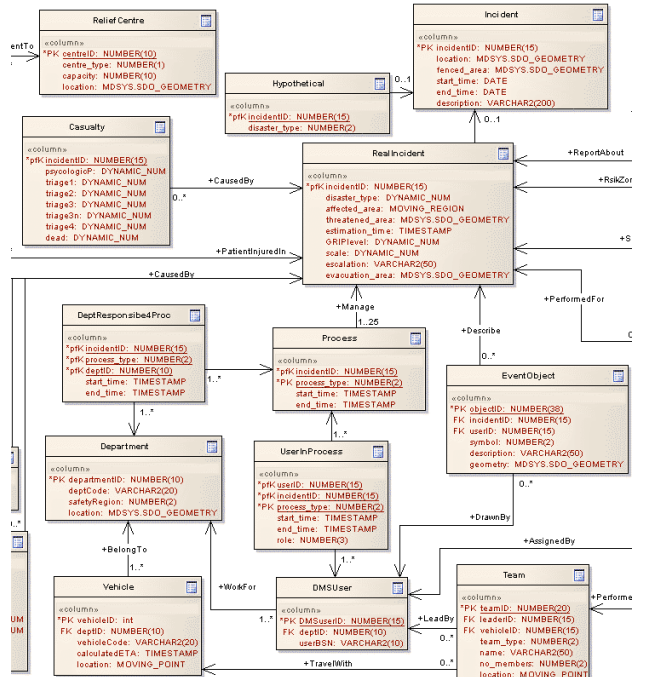 ReliefCentre
«column»
*PK centreID: NUMBER(10)
centre_type: NUMBER(1)
capacity: NUMBER(10)
location: MDSYS.SDO_GEOMETRY
entTo
Incident
«column»
*PK incidentID: NUMBER(15)
location: MDSYS.SDO_GEOMETRY
fenced_area: MDSYS.SDO_GEOMETRY
start_time: DATE
end_time: DATE
description: VARCHAR2(200)
Hypothetical
«column»
*pfK incidentID: NUMBER(15)
disaster_type: NUMBER(2)
0..1
0..1
Casualty
«column»
*pfK incidentID: NUMBER(15)
psycologicP: DYNAMIC_NUM
triage1: DYNAMIC_NUM
triage2: DYNAMIC_NUM
triage3: DYNAMIC_NUM
triage3n: DYNAMIC_NUM
triage4: DYNAMIC_NUM
dead: DYNAMIC_NUM
+CausedBy
0..*
RealIncident
«column»
*pfK incidentID: NUMBER(15)
disaster_type: DYNAMIC_NUM
affected_area: MOVING_REGION
threatened_area: MDSYS.SDO_GEOMETRY
estimation_time: TIMESTAMP
GRIPlevel: DYNAMIC_NUM
scale: DYNAMIC_NUM
escalation: VARCHAR2(50)
evacuation_area: MDSYS.SDO_GEOMETRY
+ReportAbout
+RsikZon
+S
+PatientInjuredIn
+CausedBy
+PerformedFor
+Manage
1..25
+Describe
0..*
DeptResponsibe4Proc
«column»
*pfK incidentID: NUMBER(15)
*pfK process_type: NUMBER(2)
*pfK deptID: NUMBER(10)
start_time: TIMESTAMP
end_time: TIMESTAMP
1..*
1..*
Process
«column»
*pfK incidentID: NUMBER(15)
*PK process_type: NUMBER(2)
start_time: TIMESTAMP
end_time: TIMESTAMP
1..*
EventObject
«column»
*PK objectID: NUMBER(38)
FK incidentID: NUMBER(15)
FK userID: NUMBER(15)
symbol: NUMBER(2)
description: VARCHAR2(50)
geometry: MDSYS.SDO_GEOMETRY
0..*
Department
«column»
*PK departmentID: NUMBER(10)
deptCode: VARCHAR2(20)
safetyRegion: NUMBER(2)
location: MDSYS.SDO_GEOMETRY
UserInProcess
«column»
*pfK userID: NUMBER(15)
*pfK incidentID: NUMBER(15)
*PK process_type: NUMBER(2)
start_time: TIMESTAMP
end_time: TIMESTAMP
role: NUMBER(3)
1..*
0..*
+DrawnBy
+AssignedBy
+BelongTo
1..*
+WorkFor
1..*
Vehicle
«column»
*PK vehicleID: int
FK deptID: NUMBER(10)
vehicleCode: VARCHAR2(20)
calculatedETA: TIMESTAMP
location: MOVING_POINT
DMSUser
«column»
*PK DMSuserID: NUMBER(15)
FK deptID: NUMBER(10)
userBSN: VARCHAR2(10)
+LeadBy
0..*
+TravelWith
0..*
Team
«column»
*PK teamID: NUMBER(20)
FK leaderID: NUMBER(15)
FK vehicleID: NUMBER(15)
team_type: NUMBER(2)
name: VARCHAR2(50)
no_members: NUMBER(2)
location: MOVING_POINT
+Performe
UM
UM